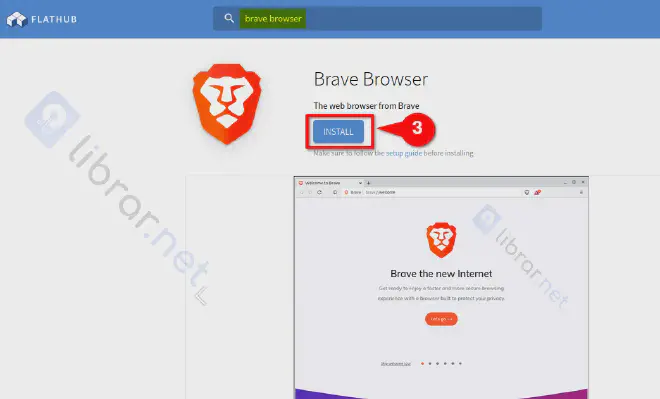 FLATHUB
brave browser
Brave Browser
The web browser from Brave
INSTALL
3
Make sure to follow the setup guide before installing
Welcome to Brave
Brave
Brave the new Internet
Get ready to enjoy a faster and more secure browsing
experience with a browser built to protect your privacy.
Let's go
librar.net
librar.net